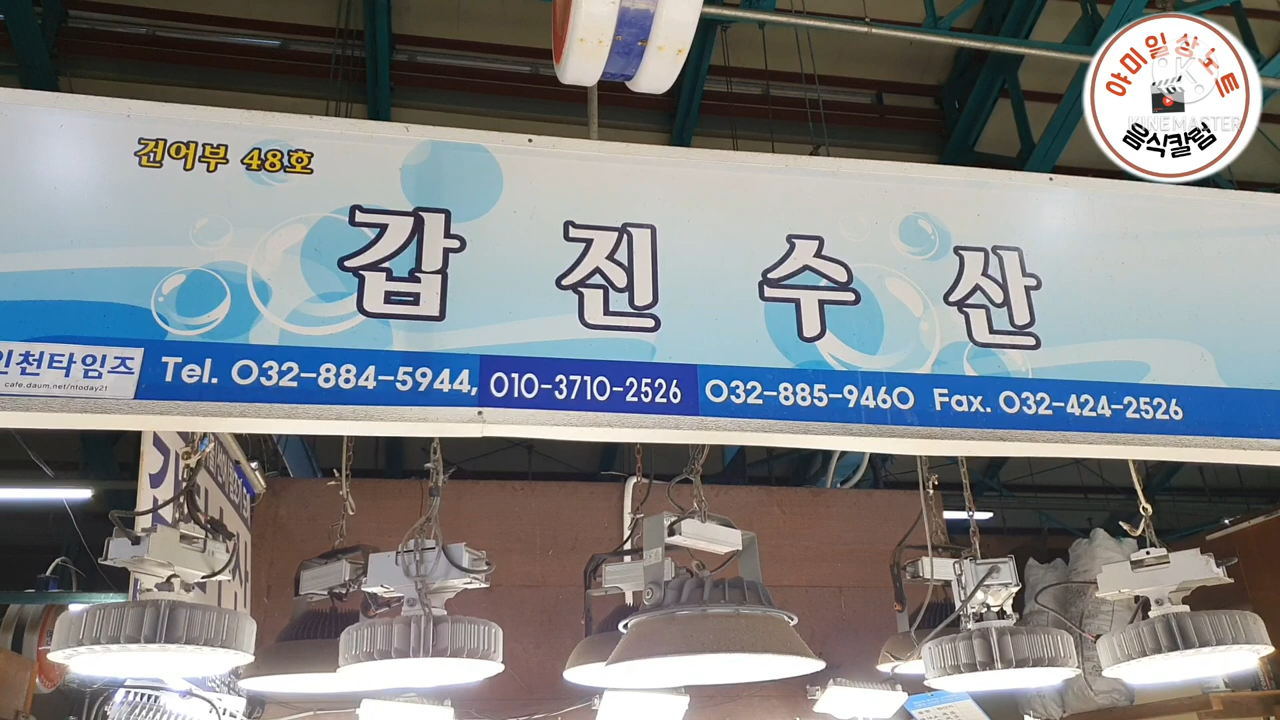 야미일상노트
KINEMASTER
음식칼럼
건어부 48호
갑진수산
인천타임즈
cafe.daum.net/ntoday21
Tel. 032-884-5944, 010-3710-2526 032-885-9460 Fax. 032-424-2526